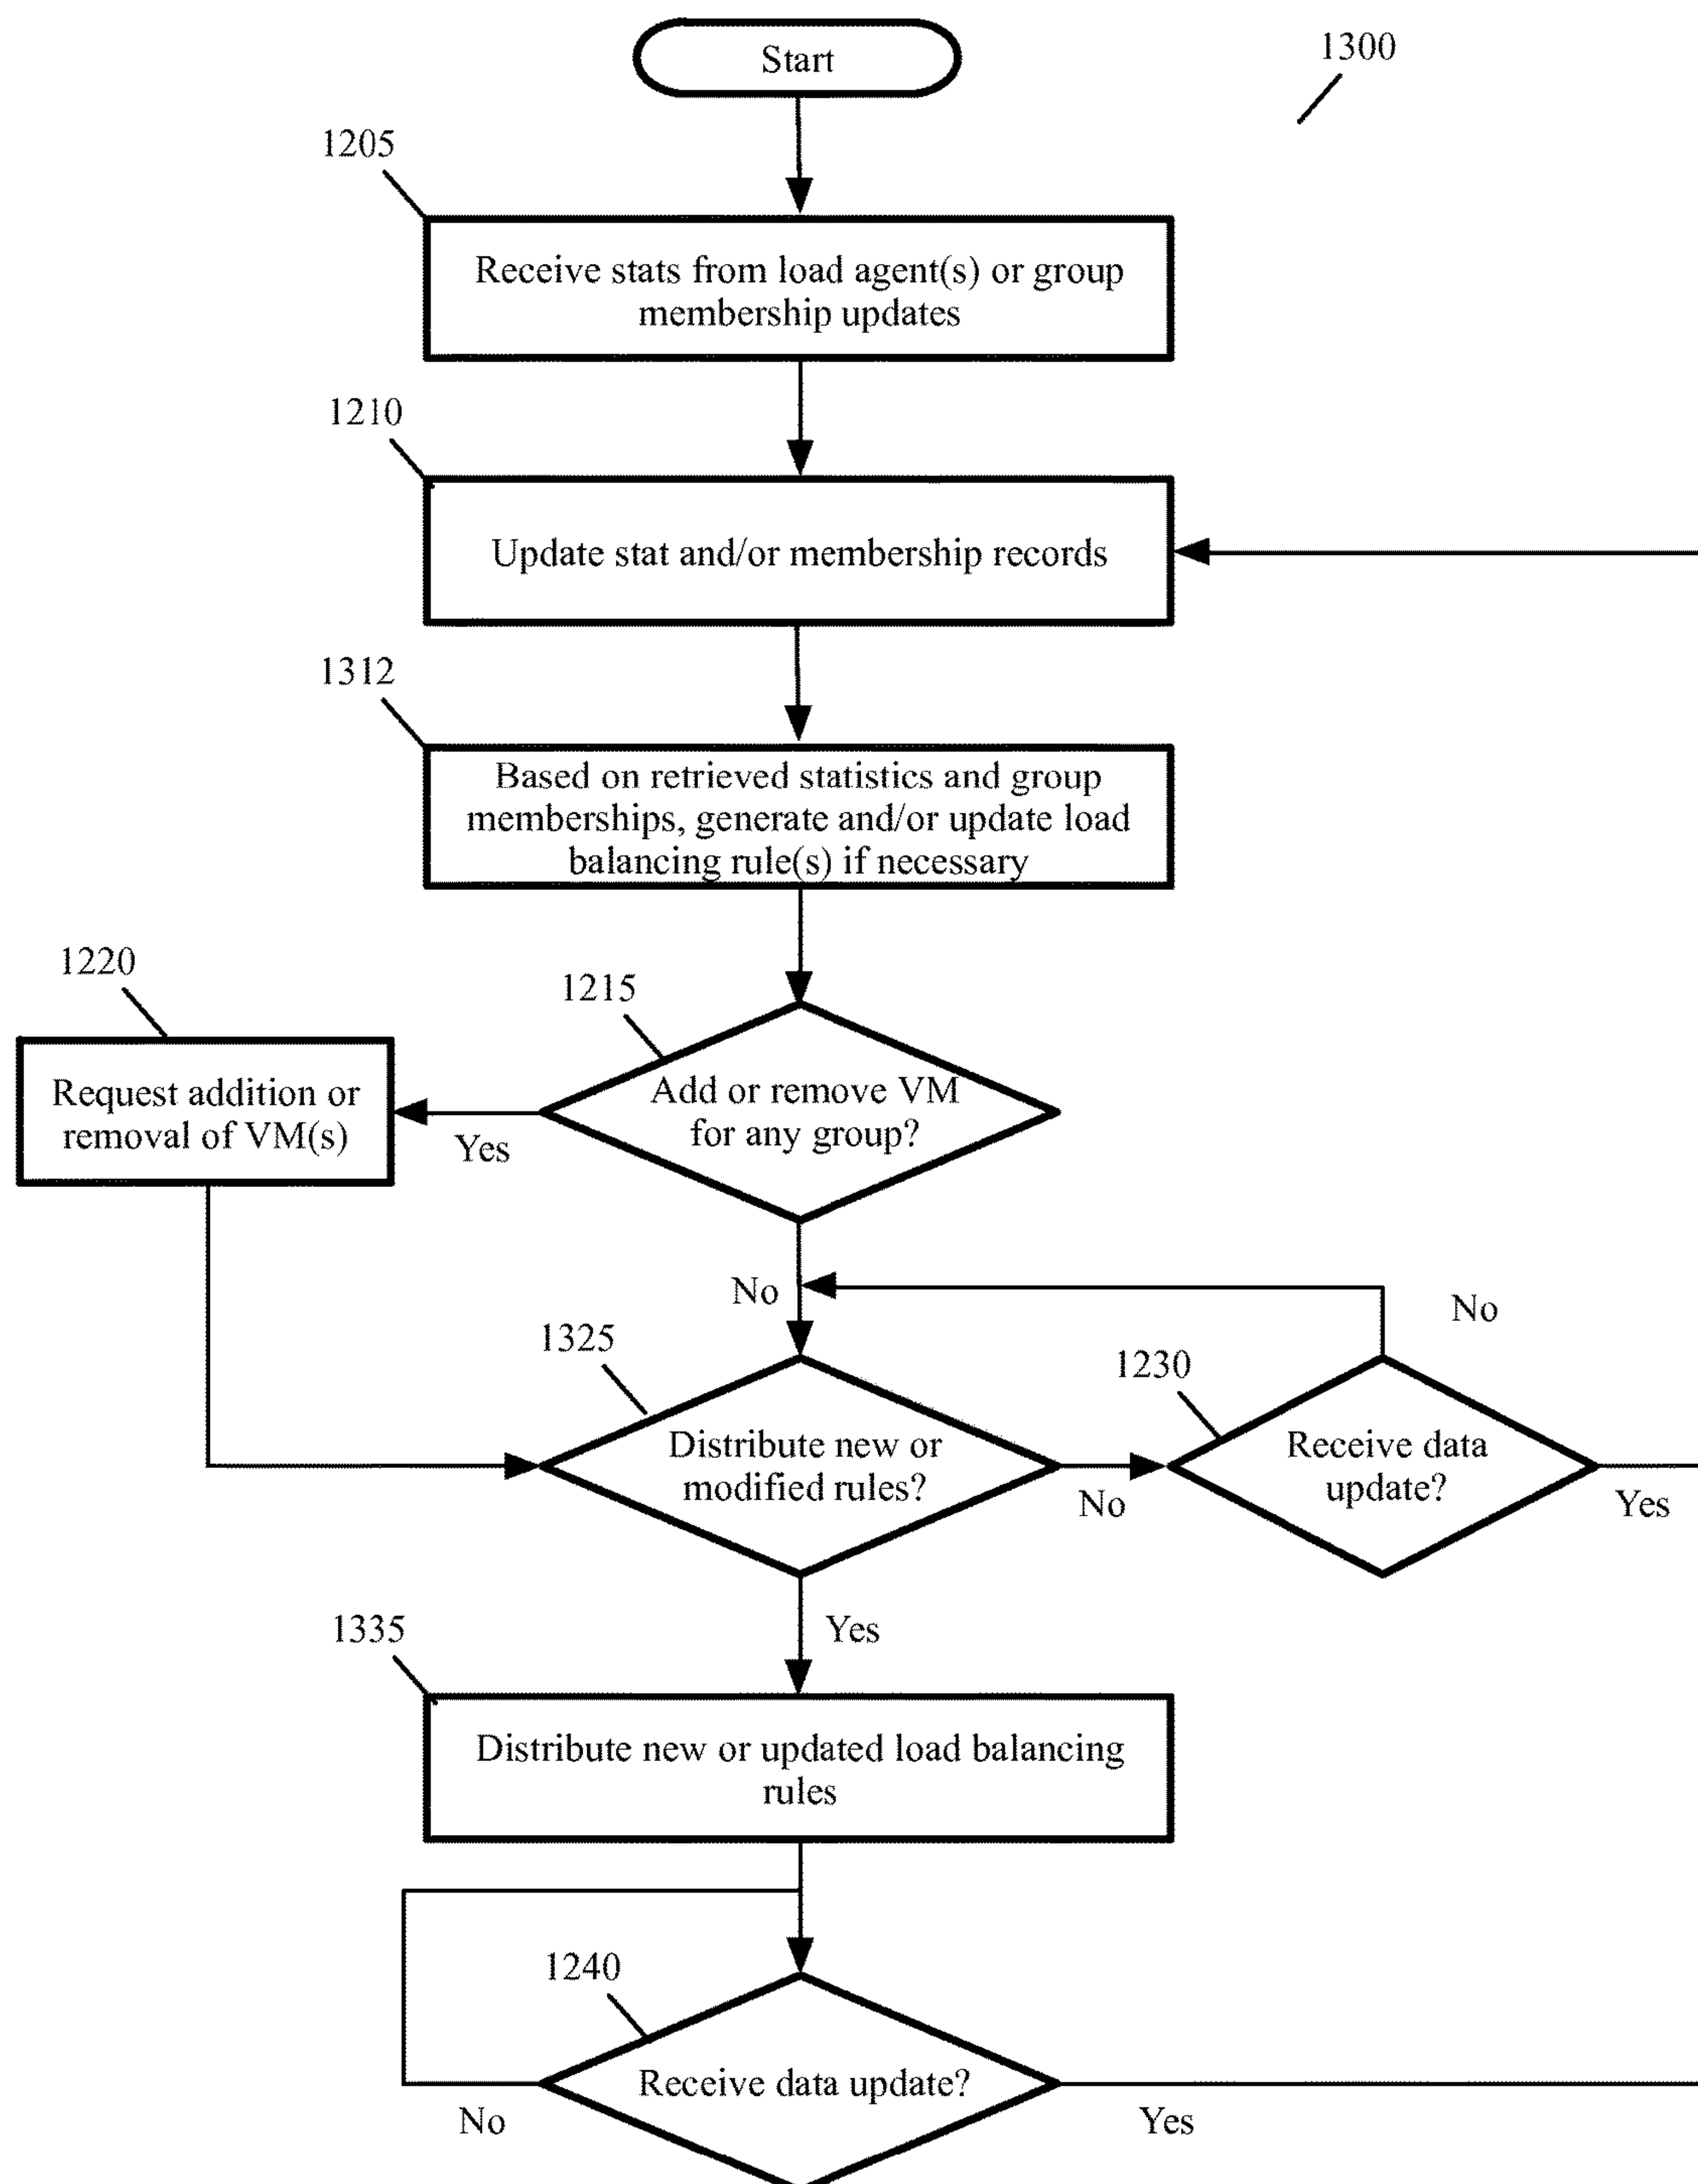 Start
1300
1205
Receive stats from load agent(s) or group
membership updates
1210
Update stat and/or membership records
1312
Based on retrieved statistics and group
memberships, generate and/or update load
balancing rule(s) if necessary
1220
1215
Request addition or
removal of VM(s)
Add or remove VM
for any group?
Yes
No
No
1325
1230
Distribute new or
modified rules?
Receive data
update?
No
Yes
Yes
1335
Distribute new or updated load balancing
rules
1240
Receive data update?
No
Yes